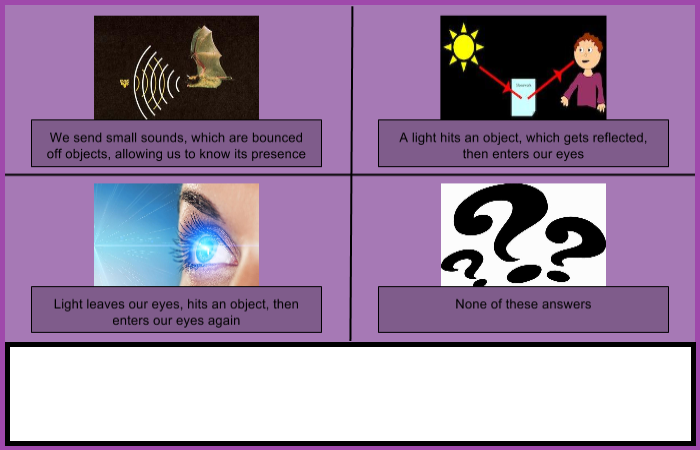 We send small sounds, which are bounced
off objects, allowing us to know its presence
A light hits an object, which gets reflected,
then enters our eyes
Light leaves our eyes, hits an object, then
enters our eyes again
None of these answers